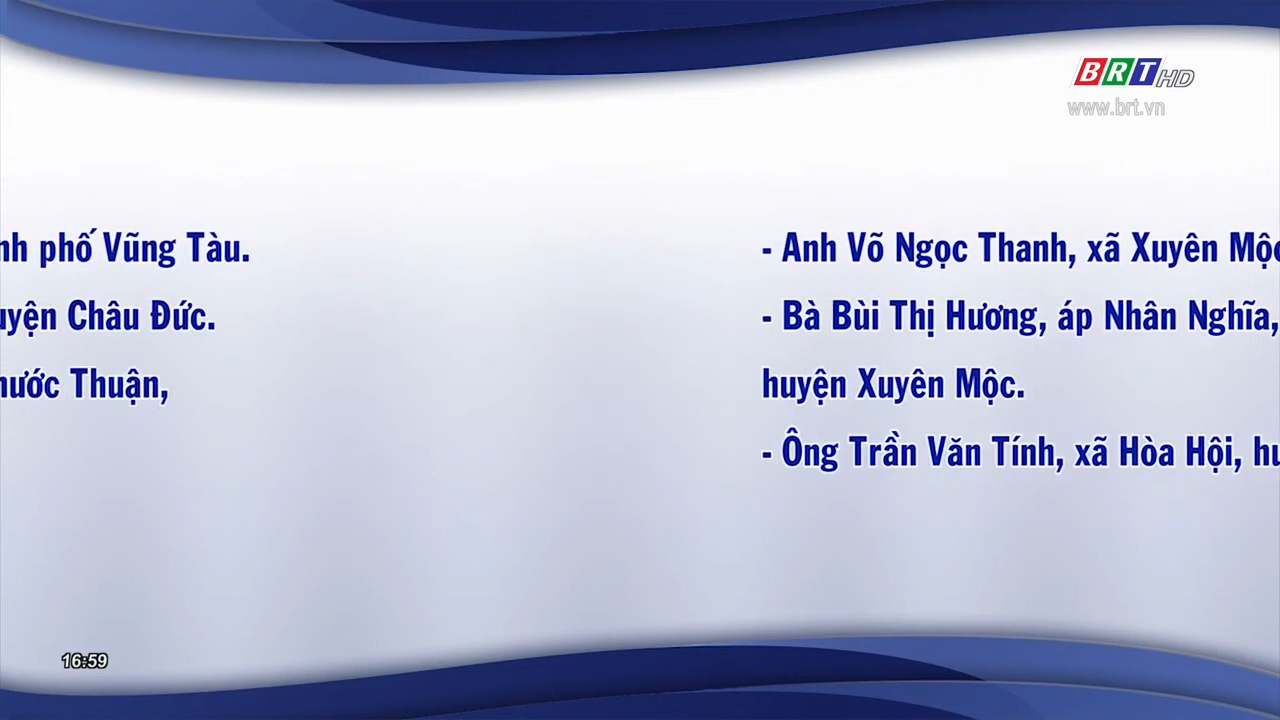 BRT HD
www.brt.vn
nh phố Vũng Tàu.
uyện Châu Đức.
hước Thuận,
- Anh Võ Ngọc Thanh, xã Xuyên Mộc
- Bà Bùi Thị Hương, áp Nhân Nghĩa,
huyện Xuyên Mộc.
- Ông Trần Văn Tính, xã Hòa Hội, hu
16:59